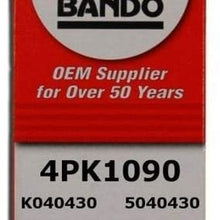 BANDO
OEM Supplier
for Over 50 Years
4PK1090
K040430 5040430